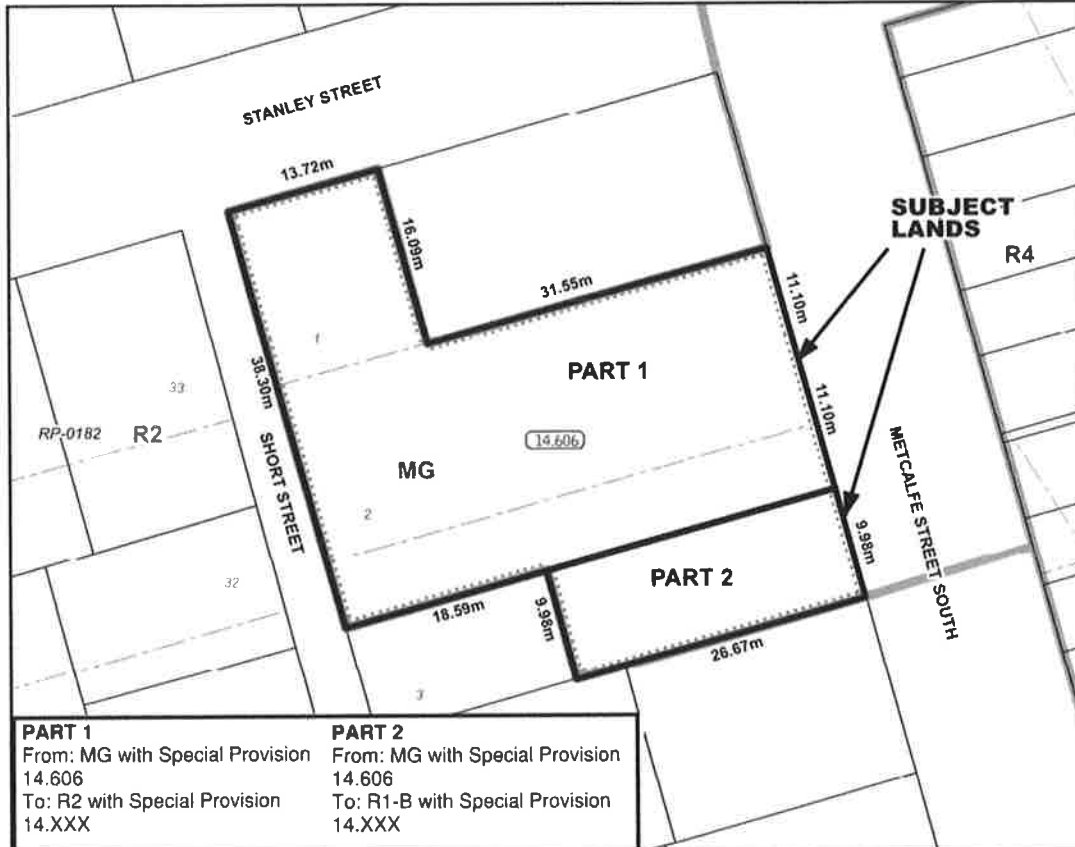 STANLEY STREET
13.72m
16.09m
SUBJECT
LANDS
R4
31.55m
11.10m
1
PART 1
38.30m
33
11.10m
RP-0182
R2
14.606
SHORT STREET
MG
METCALFE STREET SOUTH
2
9.98m
PART 2
32
18.59m
9.98m
26.67m
3
PART 1
From: MG with Special Provision
14.606
To: R2 with Special Provision
14.XXX
PART 2
From: MG with Special Provision
14.606
To: R1-B with Special Provision
14.XXX